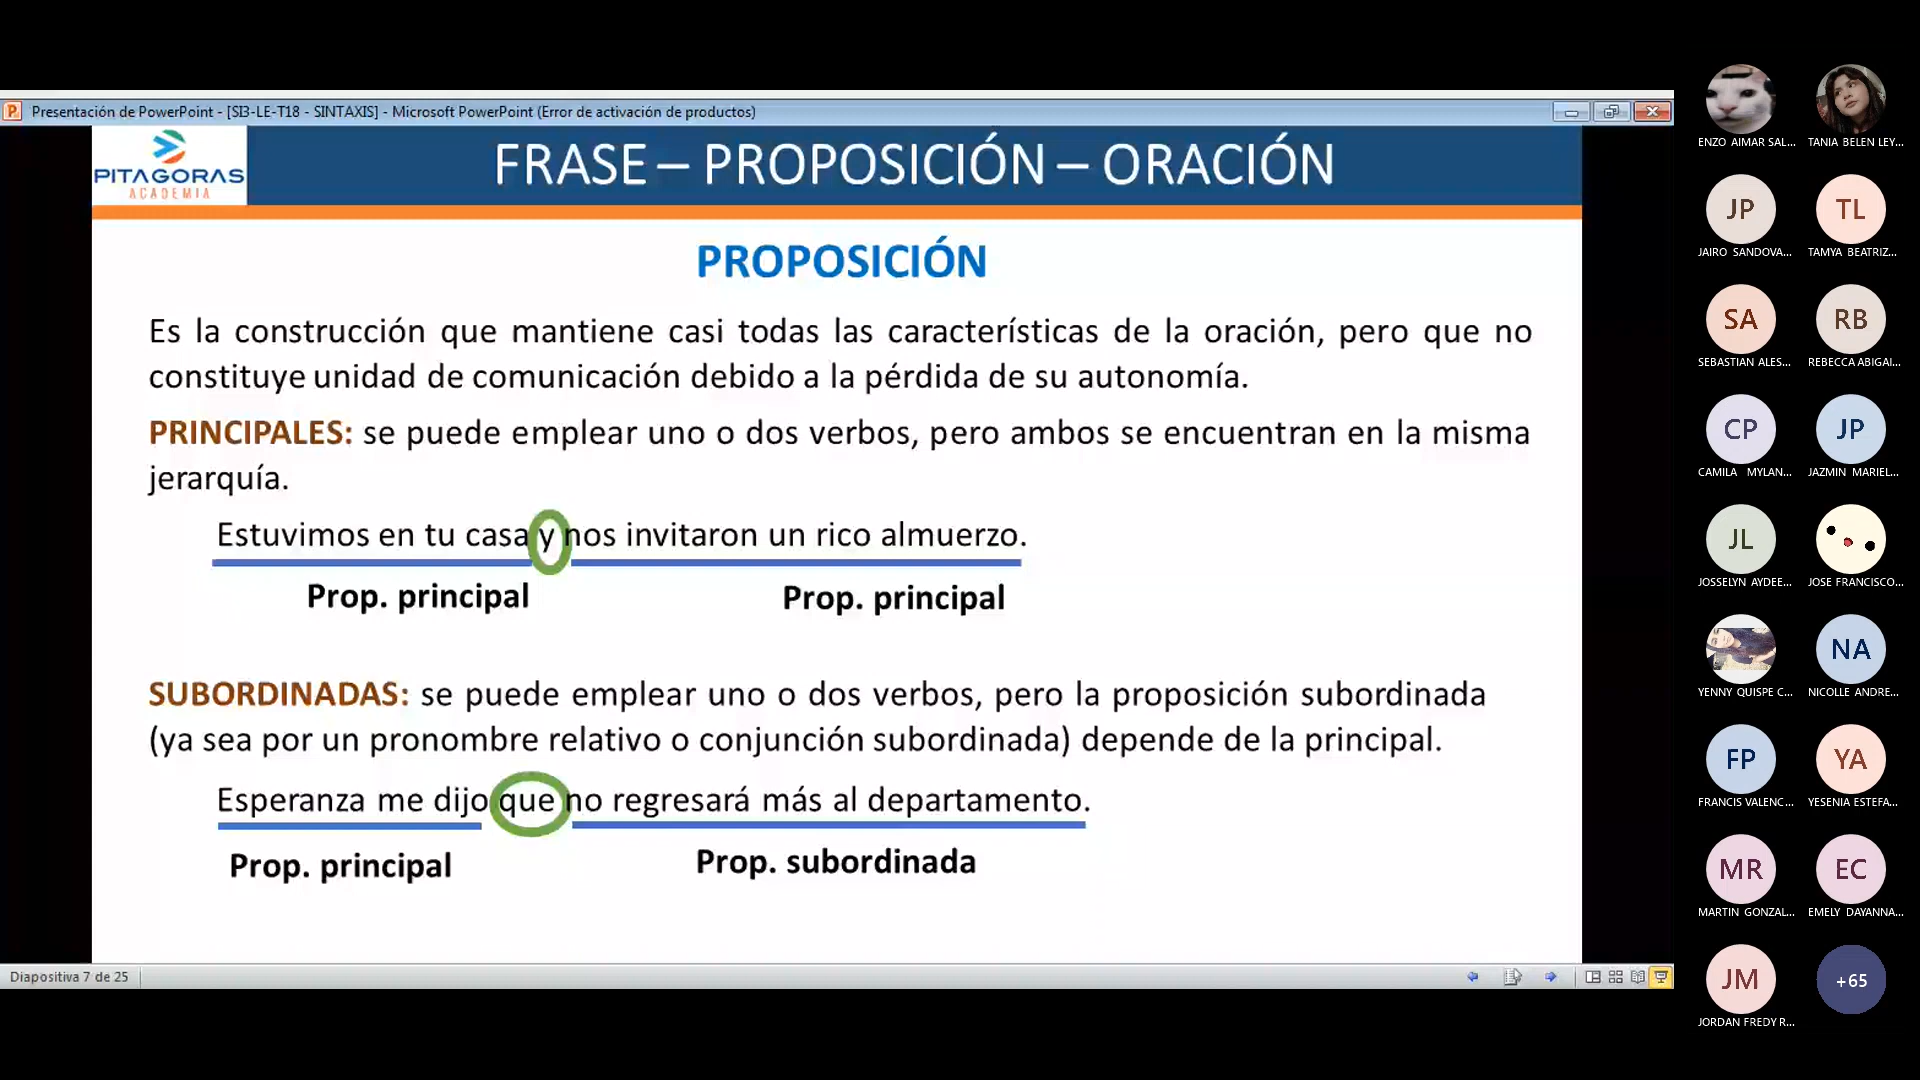 Presentación de PowerPoint - [SI3-LE-T18 - SINTAXIS] - Microsoft PowerPoint (Error de activación de productos)
PITAGORAS
ACADEMIA
FRASE – PROPOSICIÓN – ORACIÓN
PROPOSICIÓN
Es la construcción que mantiene casi todas las características de la oración, pero que no
constituye unidad de comunicación debido a la pérdida de su autonomía.
PRINCIPALES: se puede emplear uno o dos verbos, pero ambos se encuentran en la misma
jerarquía.
Estuvimos en tu casa y nos invitaron un rico almuerzo.
Prop. principal Prop. principal
SUBORDINADAS: se puede emplear uno o dos verbos, pero la proposición subordinada
(ya sea por un pronombre relativo o conjunción subordinada) depende de la principal.
Esperanza me dijo que no regresará más al departamento.
Prop. principal Prop. subordinada
Diapositiva 7 de 25
ENZO AIMAR SAL... TANIA BELEN LEY...
JP TL
JAIRO SANDOVA... TAMYA BEATRIZ...
SA RB
SEBASTIAN ALES... REBECCA ABIGAI...
CP JP
CAMILA MYLAN... JAZMIN MARIEL...
JL
JOSSELYN AYDEE... JOSE FRANCISCO...
NA
YENNY QUISPE C... NICOLLE ANDRE...
FP YA
FRANCIS VALENC... YESENIA ESTEFA...
MR EC
MARTIN GONZAL... EMELY DAYANNA...
JM +65
JORDAN FREDY R...